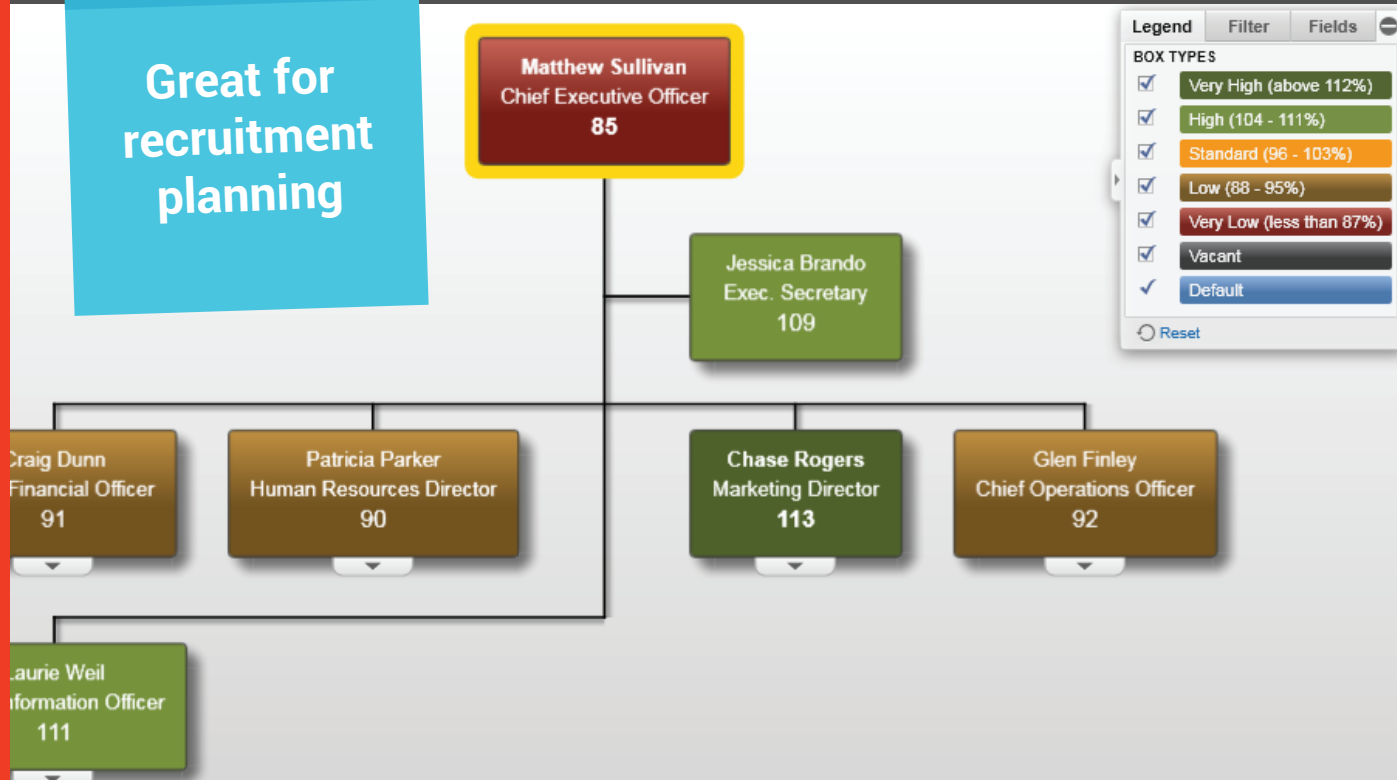 Great for
recruitment
planning
Matthew Sullivan
Chief Executive Officer
85
Legend Filter Fields
BOX TYPES
Very High (above 112%)
High (104 - 111%)
Standard (96 - 103%)
Low (88 - 95%)
Very Low (less than 87%)
Vacant
Default
Reset
Jessica Brando
Exec. Secretary
109
Craig Dunn
Financial Officer
91
Patricia Parker
Human Resources Director
90
Chase Rogers
Marketing Director
113
Glen Finley
Chief Operations Officer
92
Laurie Weil
Information Officer
111